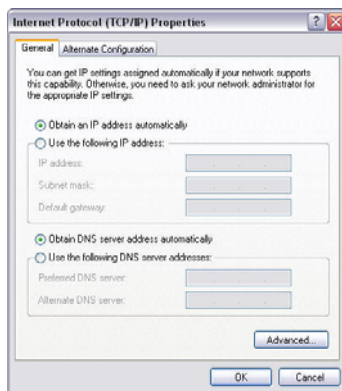 Internet Protocol (TCP/IP) Properties
General
Alternate Configuration
You can get IP settings assigned automatically if your network supports
this capability. Otherwise, you need to ask your network administrator for
the appropriate IP settings.
Obtain an IP address automatically
Use the following IP address:
IP address:
Subnet mask:
Default gateway:
Obtain DNS server address automatically
Use the following DNS server addresses:
Preferred DNS server:
Alternate DNS server:
Advanced...
OK
Cancel